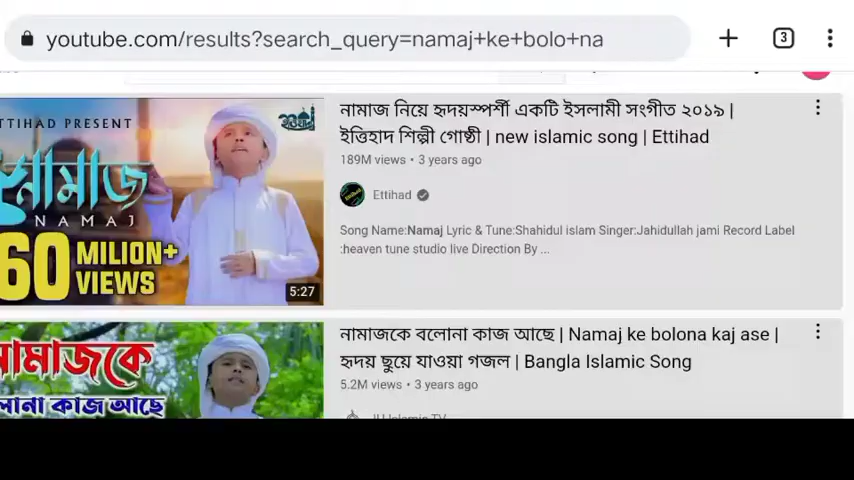 youtube.com/results?search_query=namaj+ke+bolo+na
3
TTIHAD PRESENT
নামাজ
NAMAJ
60 MILION+
VIEWS
5:27
নামাজ নিয়ে হৃদয়স্পর্শী একটি ইসলামী সংগীত ২০১৯ |
ইত্তিহাদ শিল্পী গোষ্ঠী | new islamic song | Ettihad
189M views • 3 years ago
Ettihad
Song Name:Namaj Lyric & Tune:Shahidul islam Singer:Jahidullah jami Record Label
:heaven tune studio live Direction By ...
নামাজকে
বলোনা কাজ আছে
নামাজকে বলোনা কাজ আছে | Namaj ke bolona kaj ase |
হৃদয় ছুয়ে যাওয়া গজল | Bangla Islamic Song
5.2M views • 3 years ago